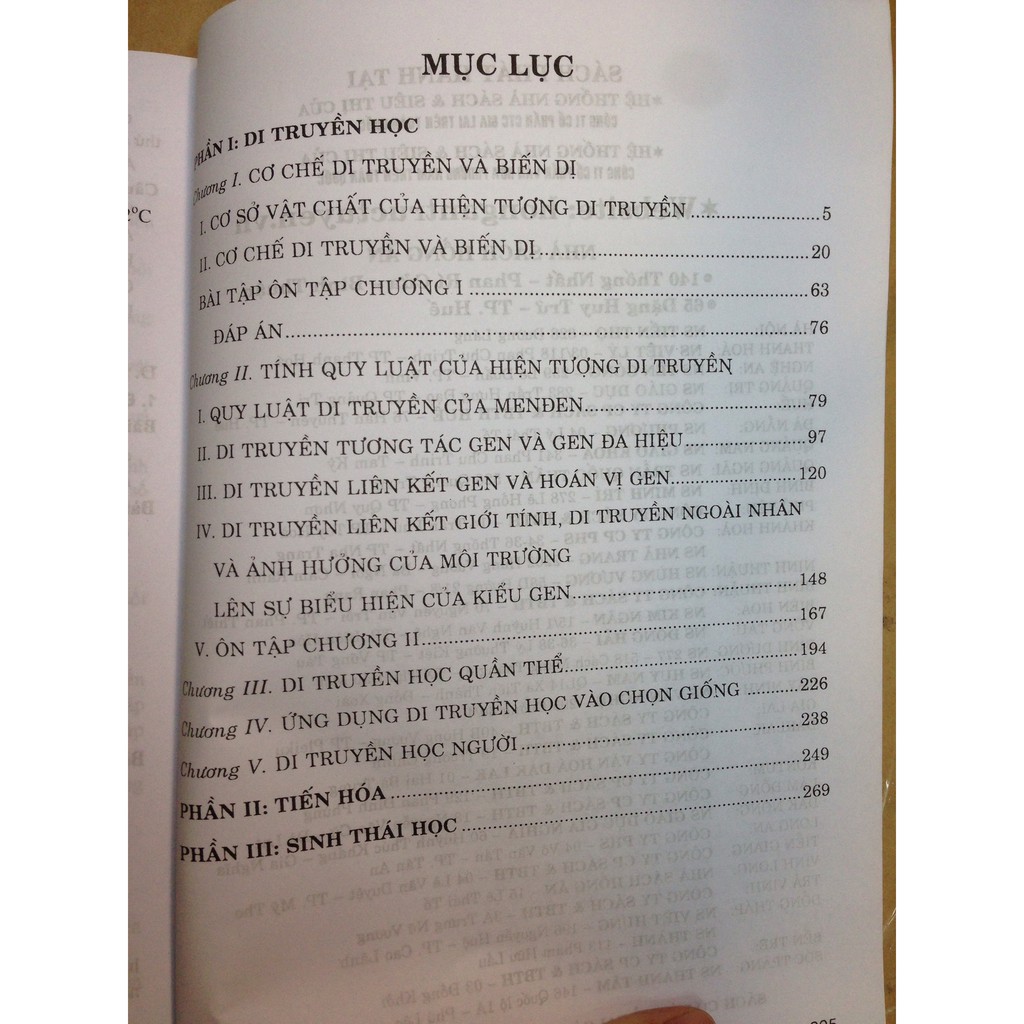 MỤC LỤC
PHẦN I: DI TRUYỀN HỌC
Chương I. CƠ CHẾ DI TRUYỀN VÀ BIẾN DỊ
I. CƠ SỞ VẬT CHẤT CỦA HIỆN TƯỢNG DI TRUYỀN.....5
II. CƠ CHẾ DI TRUYỀN VÀ BIẾN DỊ.....20
BÀI TẬP ÔN TẬP CHƯƠNG I.....63
ĐÁP ÁN.....76
Chương II. TÍNH QUY LUẬT CỦA HIỆN TƯỢNG DI TRUYỀN
I. QUY LUẬT DI TRUYỀN CỦA MENĐEN.....79
II. DI TRUYỀN TƯƠNG TÁC GEN VÀ GEN ĐA HIỆU.....97
III. DI TRUYỀN LIÊN KẾT GEN VÀ HOÁN VỊ GEN.....120
IV. DI TRUYỀN LIÊN KẾT GIỚI TÍNH, DI TRUYỀN NGOÀI NHÂN
VÀ ẢNH HƯỞNG CỦA MÔI TRƯỜNG
LÊN SỰ BIỂU HIỆN CỦA KIỂU GEN.....148
V. ÔN TẬP CHƯƠNG II.....167
Chương III. DI TRUYỀN HỌC QUẦN THỂ.....194
Chương IV. ỨNG DỤNG DI TRUYỀN HỌC VÀO CHỌN GIỐNG.....226
Chương V. DI TRUYỀN HỌC NGƯỜI.....238
PHẦN II: TIẾN HÓA.....249
PHẦN III: SINH THÁI HỌC.....269